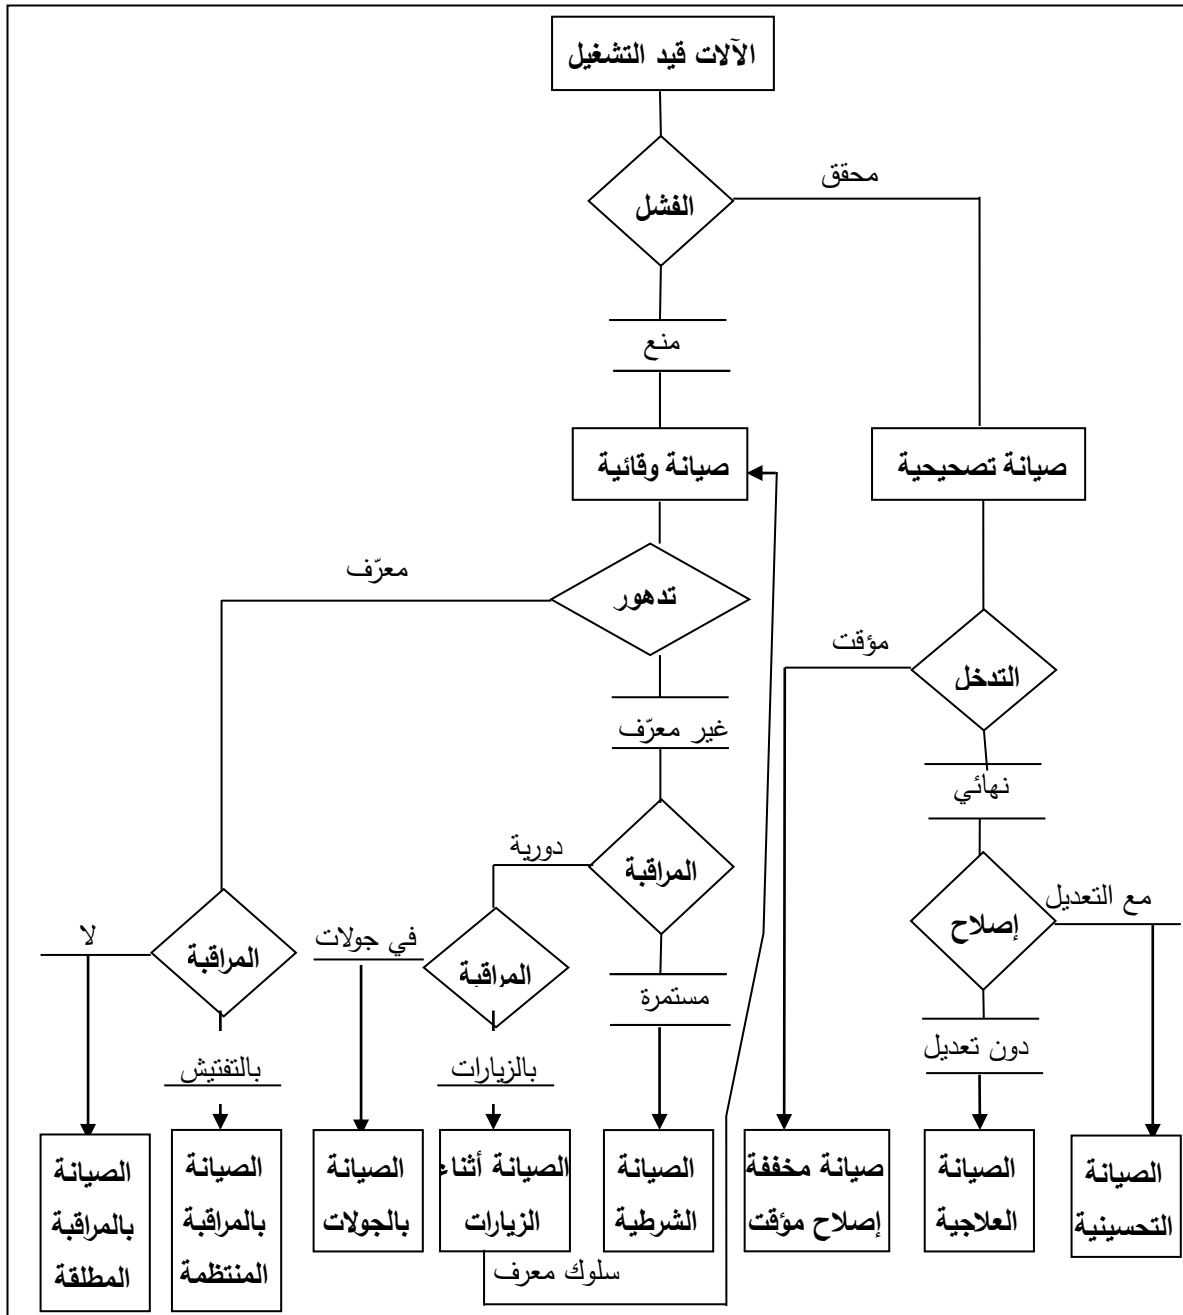 الآلات قيد التشغيل
محقق
الفشل
منع
صيانة تصحيحية
صيانة وقائية
معرّف
تدهور
مؤقت
التدخل
غير معرّف
نهائي
دورية
المراقبة
مع التعديل
إصلاح
لا
المراقبة
في جولات
المراقبة
مستمرة
دون تعديل
بالتفتيش
بالزيارات
الصيانة
التحسينية
الصيانة
العلاجية
صيانة مخففة
إصلاح مؤقت
الصيانة
الشرطية
الصيانة أثناء
الزيارات
الصيانة
بالجولات
الصيانة
بالمراقبة
المنتظمة
الصيانة
بالمراقبة
المطلقة
سلوك معرف